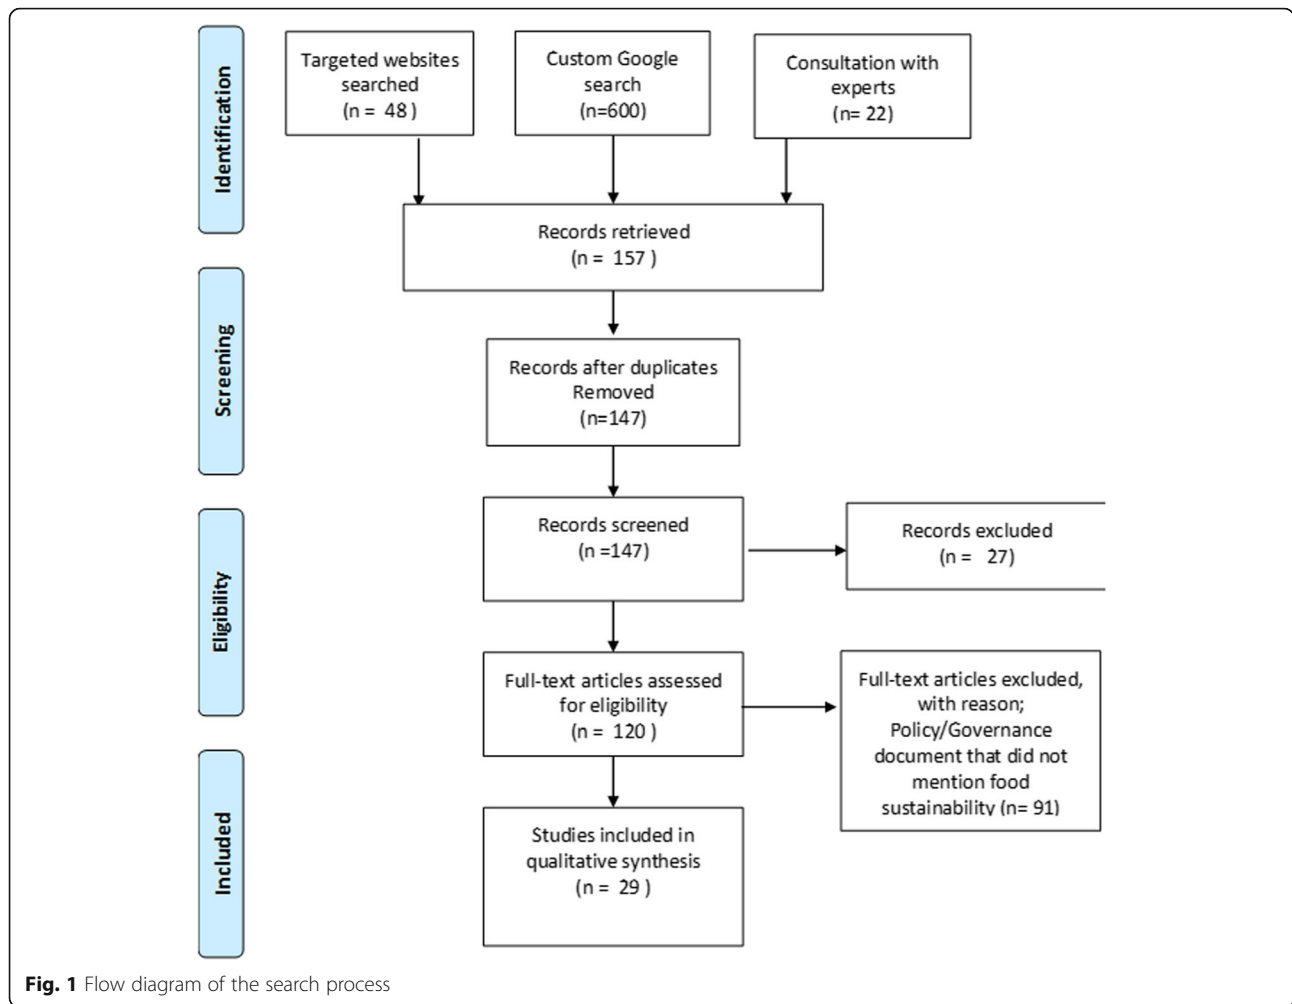 Identification
Targeted websites
searched
(n = 48 )
Custom Google
search
(n=600)
Consultation with
experts
(n= 22)
Records retrieved
(n = 157 )
Screening
Records after duplicates
Removed
(n=147)
Eligibility
Records screened
(n =147)
Records excluded
(n = 27)
Full-text articles assessed
for eligibility
(n = 120 )
Full-text articles excluded,
with reason;
Policy/Governance
document that did not
mention food
sustainability (n= 91)
Included
Studies included in
qualitative synthesis
(n = 29 )
Fig. 1 Flow diagram of the search process